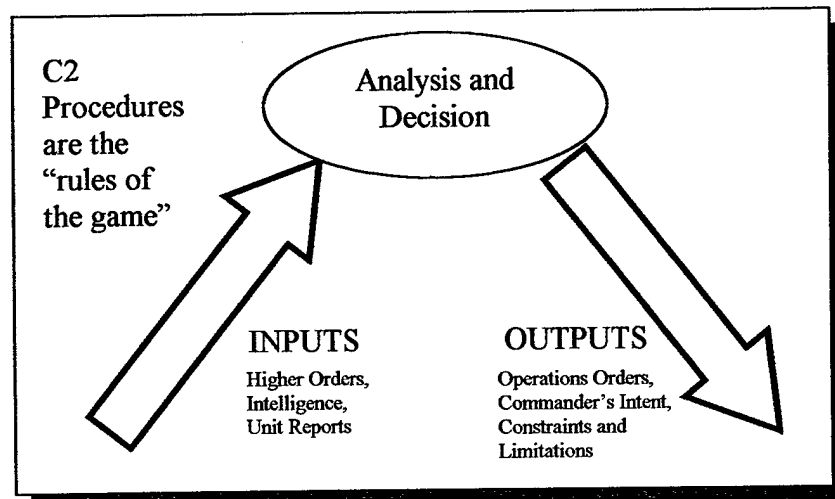 C2
Procedures
are the
“rules of
the game”
Analysis and
Decision
INPUTS
Higher Orders,
Intelligence,
Unit Reports
OUTPUTS
Operations Orders,
Commander’s Intent,
Constraints and
Limitations